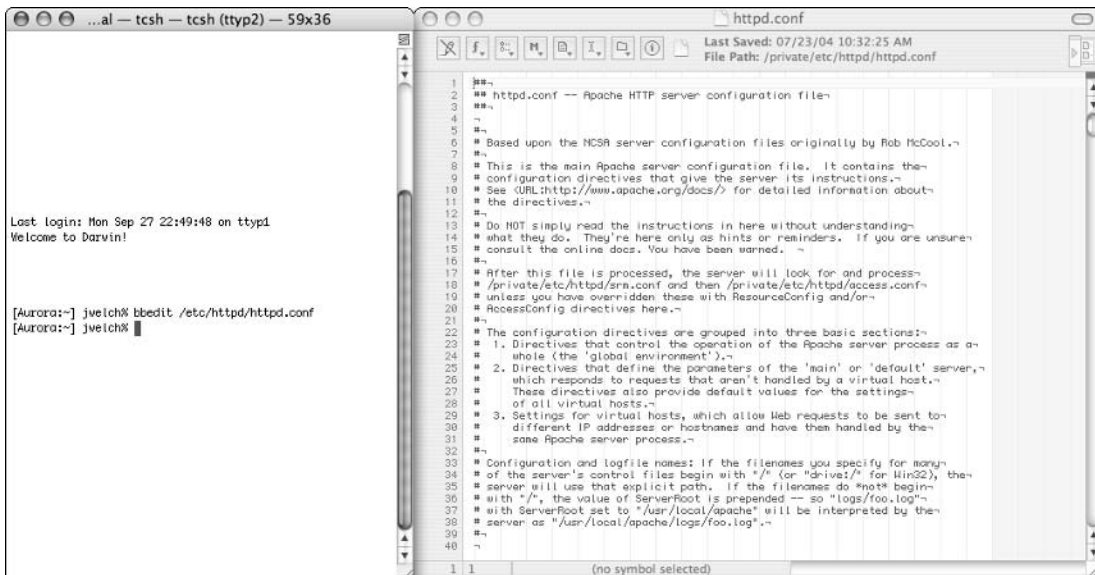 ...al — tcsh — tcsh (ttyp2) — 59x36
Last login: Mon Sep 27 22:49:48 on ttyp1
Welcome to Darwin!
[Aurora:~] jwelch% bbedit /etc/httpd/httpd.conf
[Aurora:~] jwelch%
httpd.conf
Last Saved: 07/23/04 10:32:25 AM
File Path: /private/etc/httpd/httpd.conf
1 ##¬
2 ## httpd.conf -- Apache HTTP server configuration file¬
3 ##¬
4 ¬
5 #¬
6 # Based upon the NCSA server configuration files originally by Rob McCool.¬
7 #¬
8 # This is the main Apache server configuration file.  It contains the¬
9 # configuration directives that give the server its instructions.¬
10 # See <URL:http://www.apache.org/docs/> for detailed information about¬
11 # the directives.¬
12 #¬
13 # Do NOT simply read the instructions in here without understanding¬
14 # what they do.  They're here only as hints or reminders.  If you are unsure¬
15 # consult the online docs. You have been warned.  ¬
16 #¬
17 # After this file is processed, the server will look for and process¬
18 # /private/etc/httpd/srm.conf and then /private/etc/httpd/access.conf¬
19 # unless you have overridden these with ResourceConfig and/or¬
20 # AccessConfig directives here.¬
21 #¬
22 # The configuration directives are grouped into three basic sections:¬
23 #  1. Directives that control the operation of the Apache server process as a¬
24 #     whole (the 'global environment').¬
25 #  2. Directives that define the parameters of the 'main' or 'default' server,¬
26 #     which responds to requests that aren't handled by a virtual host.¬
27 #     These directives also provide default values for the settings¬
28 #     of all virtual hosts.¬
29 #  3. Settings for virtual hosts, which allow Web requests to be sent to¬
30 #     different IP addresses or hostnames and have them handled by the¬
31 #     same Apache server process.¬
32 #¬
33 # Configuration and logfile names: If the filenames you specify for many¬
34 # of the server's control files begin with "/" (or "drive:/" for Win32), the¬
35 # server will use that explicit path.  If the filenames do *not* begin¬
36 # with "/", the value of ServerRoot is prepended -- so "logs/foo.log"¬
37 # with ServerRoot set to "/usr/local/apache" will be interpreted by the¬
38 # server as "/usr/local/apache/logs/foo.log".¬
39 #¬
40 ¬
1 1 (no symbol selected)